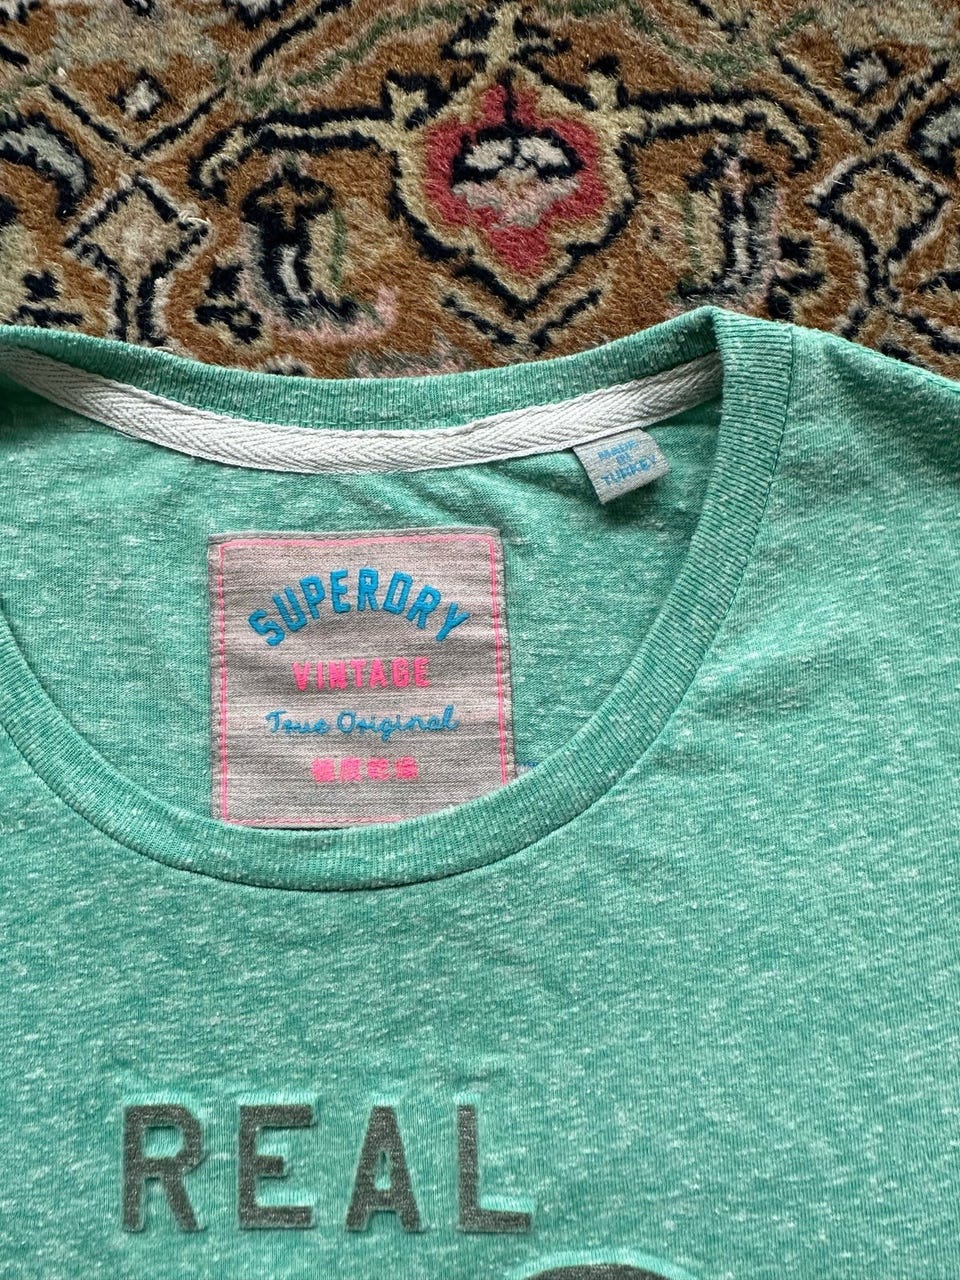 MADE
IN
TURKEY
SUPERDRY
VINTAGE
True Original
REAL